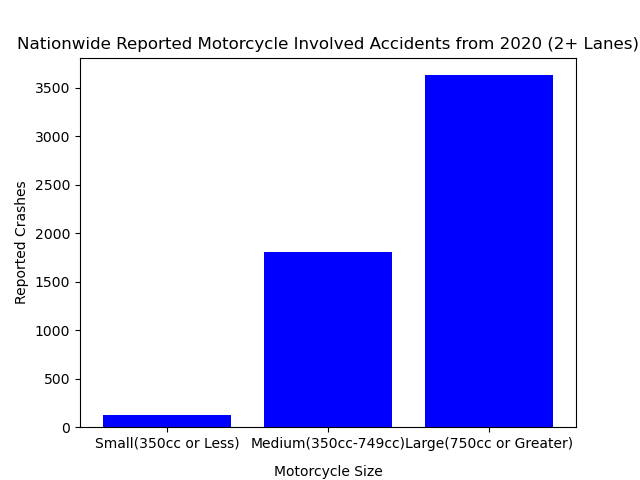 Nationwide Reported Motorcycle Involved Accidents from 2020 (2+ Lanes)
3500
3000
2500
2000
1500
1000
500
0
Reported Crashes
Small(350cc or Less)
Medium(350cc-749cc)
Large(750cc or Greater)
Motorcycle Size